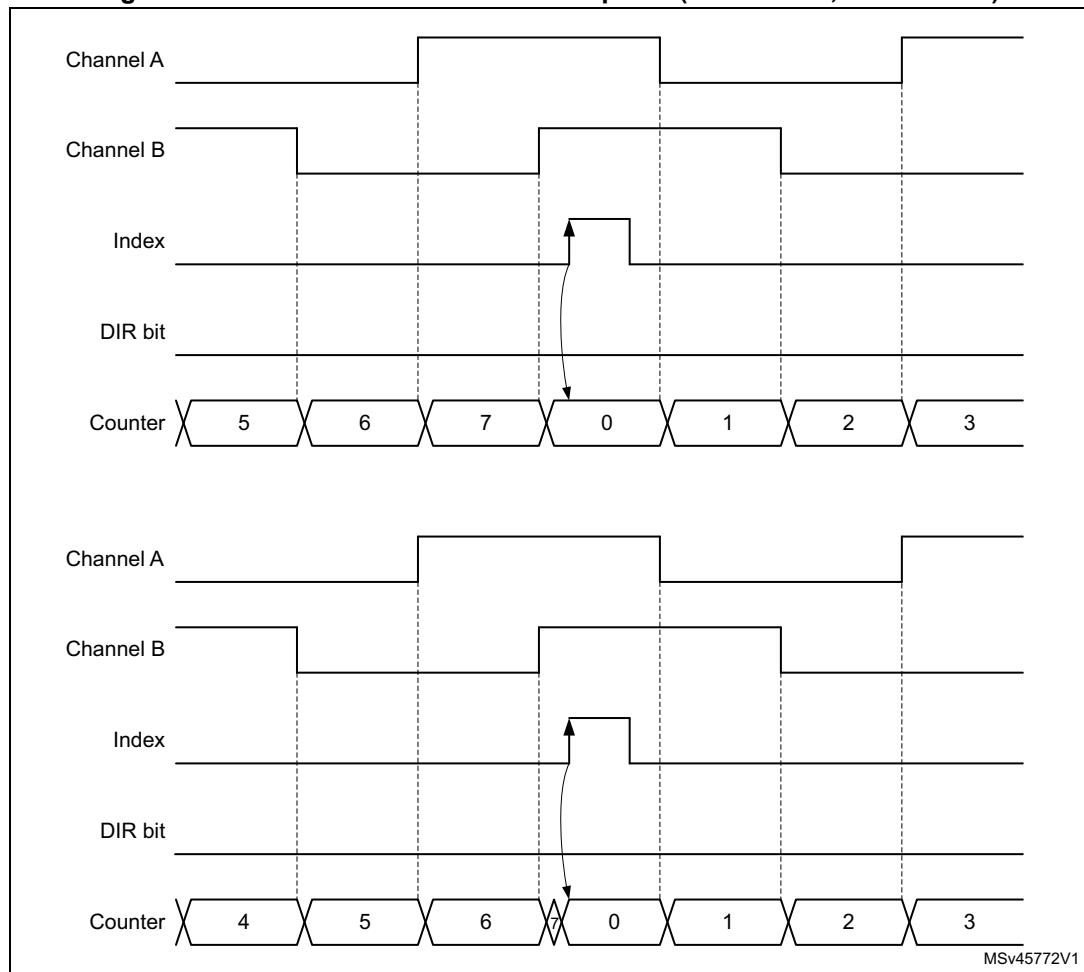 Channel A
Channel B
Index
DIR bit
Counter 5 6 7 0 1 2 3
Channel A
Channel B
Index
DIR bit
Counter 4 5 6 7 0 1 2 3
MSv45772V1